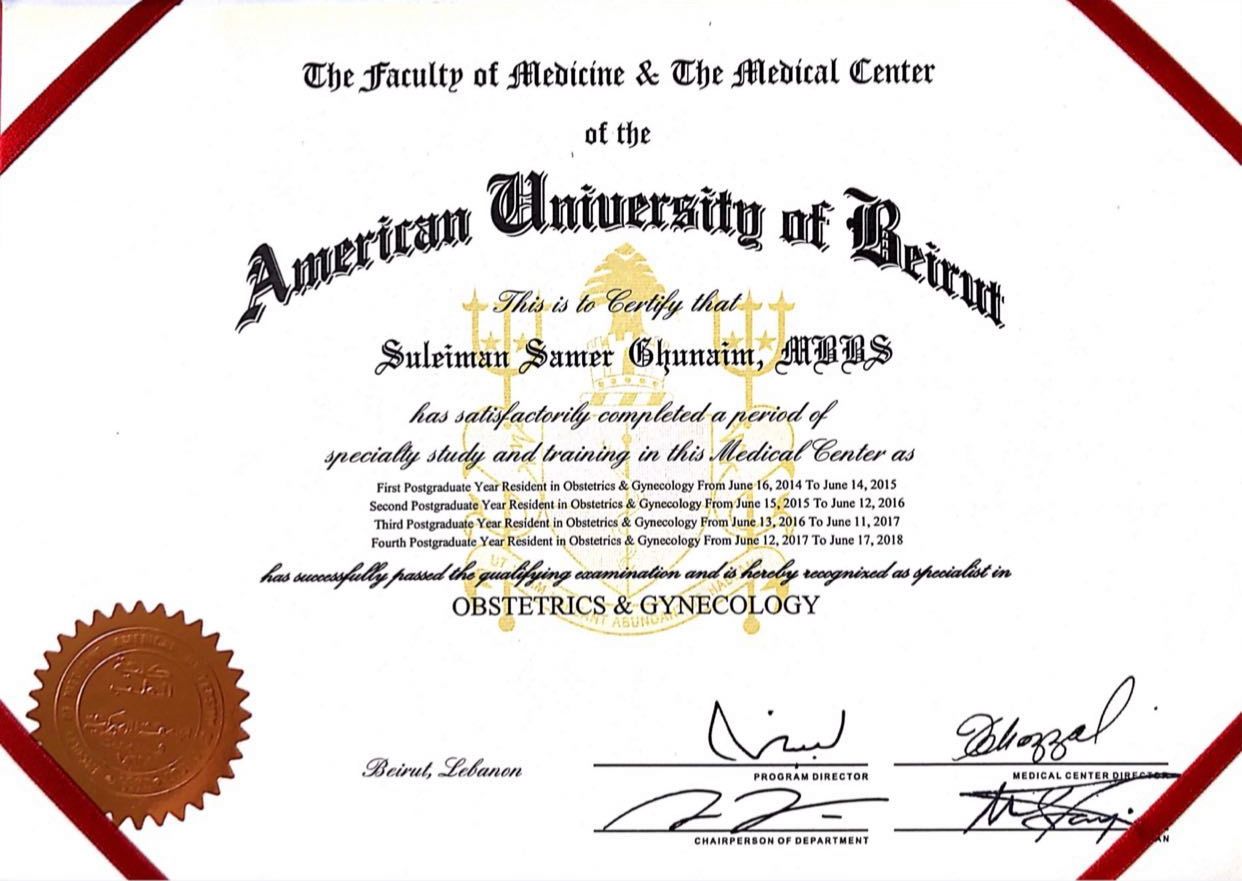 The Faculty of Medicine & The Medical Center
of the
American University of Beirut
This is to Certify that
Suleiman Samer Ghunaim, MBBS
has satisfactorily completed a period of
specialty study and training in this Medical Center as
First Postgraduate Year Resident in Obstetrics & Gynecology From June 16, 2014 To June 14, 2015
Second Postgraduate Year Resident in Obstetrics & Gynecology From June 15, 2015 To June 12, 2016
Third Postgraduate Year Resident in Obstetrics & Gynecology From June 13, 2016 To June 11, 2017
Fourth Postgraduate Year Resident in Obstetrics & Gynecology From June 12, 2017 To June 17, 2018
has successfully passed the qualifying examination and is hereby recognized as specialist in
OBSTETRICS & GYNECOLOGY
Beirut, Lebanon
PROGRAM DIRECTOR
MEDICAL CENTER DIRECTOR
CHAIRPERSON OF DEPARTMENT